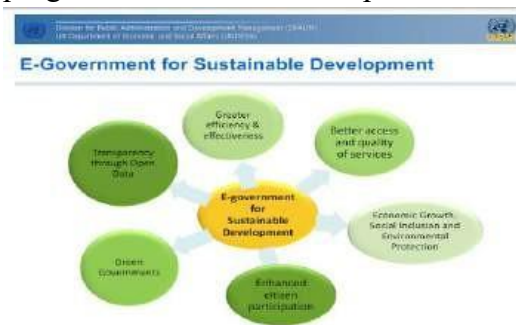 Division for Public Administration and Development Management (DPADM)
UN Department of Economic and Social Affairs (UNDESA)
E-Government for Sustainable Development
Greater
efficiency &
effectiveness
Better access
and quality
of services
Transparency
through Open
Data
E-government
for
Sustainable
Development
Economic Growth
Social Inclusion and
Environmental
Protection
Green
Governments
Enhanced
citizen
participation